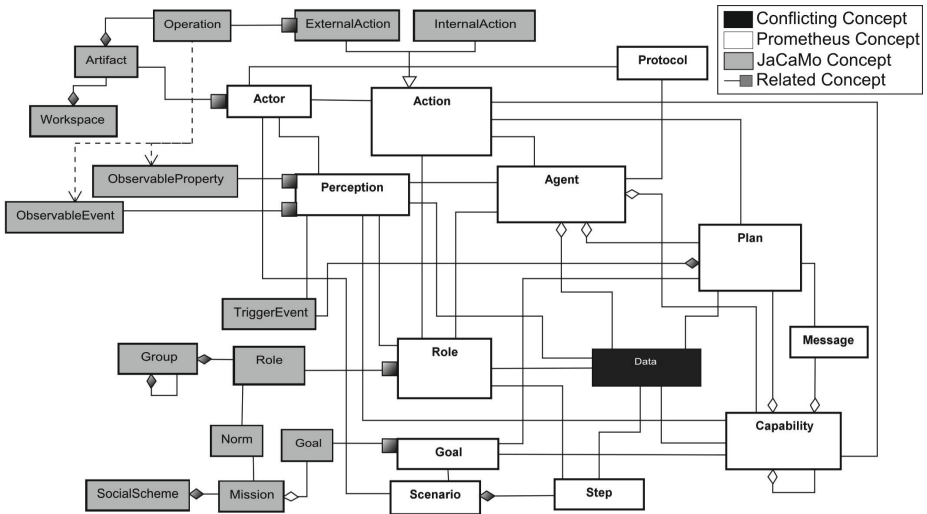 Operation
ExternalAction
InternalAction
Conflicting Concept
Prometheus Concept
JaCaMo Concept
Related Concept
Artifact
Protocol
Actor
Action
Workspace
ObservableProperty
Perception
Agent
ObservableEvent
Plan
TriggerEvent
Message
Group
Role
Role
Data
Norm
Goal
Goal
Capability
SocialScheme
Mission
Scenario
Step